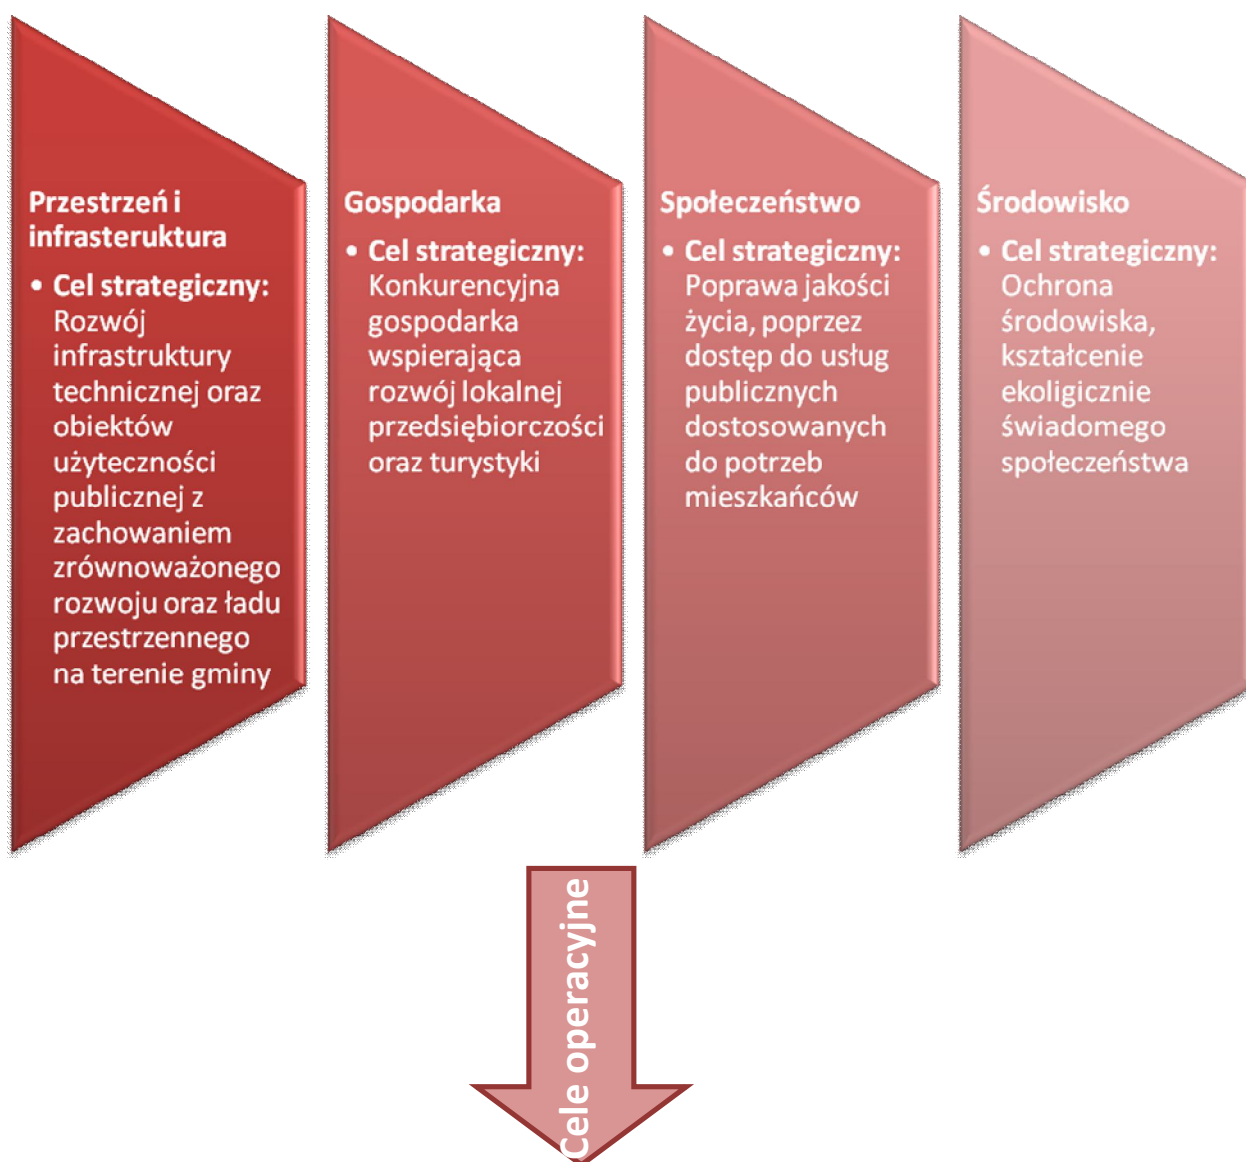 Przestrzeń i
infrasteruktura
• Cel strategiczny:
Rozwój
infrastruktury
technicznej oraz
obiektów
użyteczności
publicznej z
zachowaniem
zrównoważonego
rozwoju oraz ładu
przestrzennego
na terenie gminy
Gospodarka
• Cel strategiczny:
Konkurencyjna
gospodarka
wspierająca
rozwój lokalnej
przedsiębiorczości
oraz turystyki
Społeczeństwo
• Cel strategiczny:
Poprawa jakości
życia, poprzez
dostęp do usług
publicznych
dostosowanych
do potrzeb
mieszkańców
Środowisko
• Cel strategiczny:
Ochrona
środowiska,
kształcenie
ekoligicznie
świadomego
społeczeństwa
Cele operacyjne